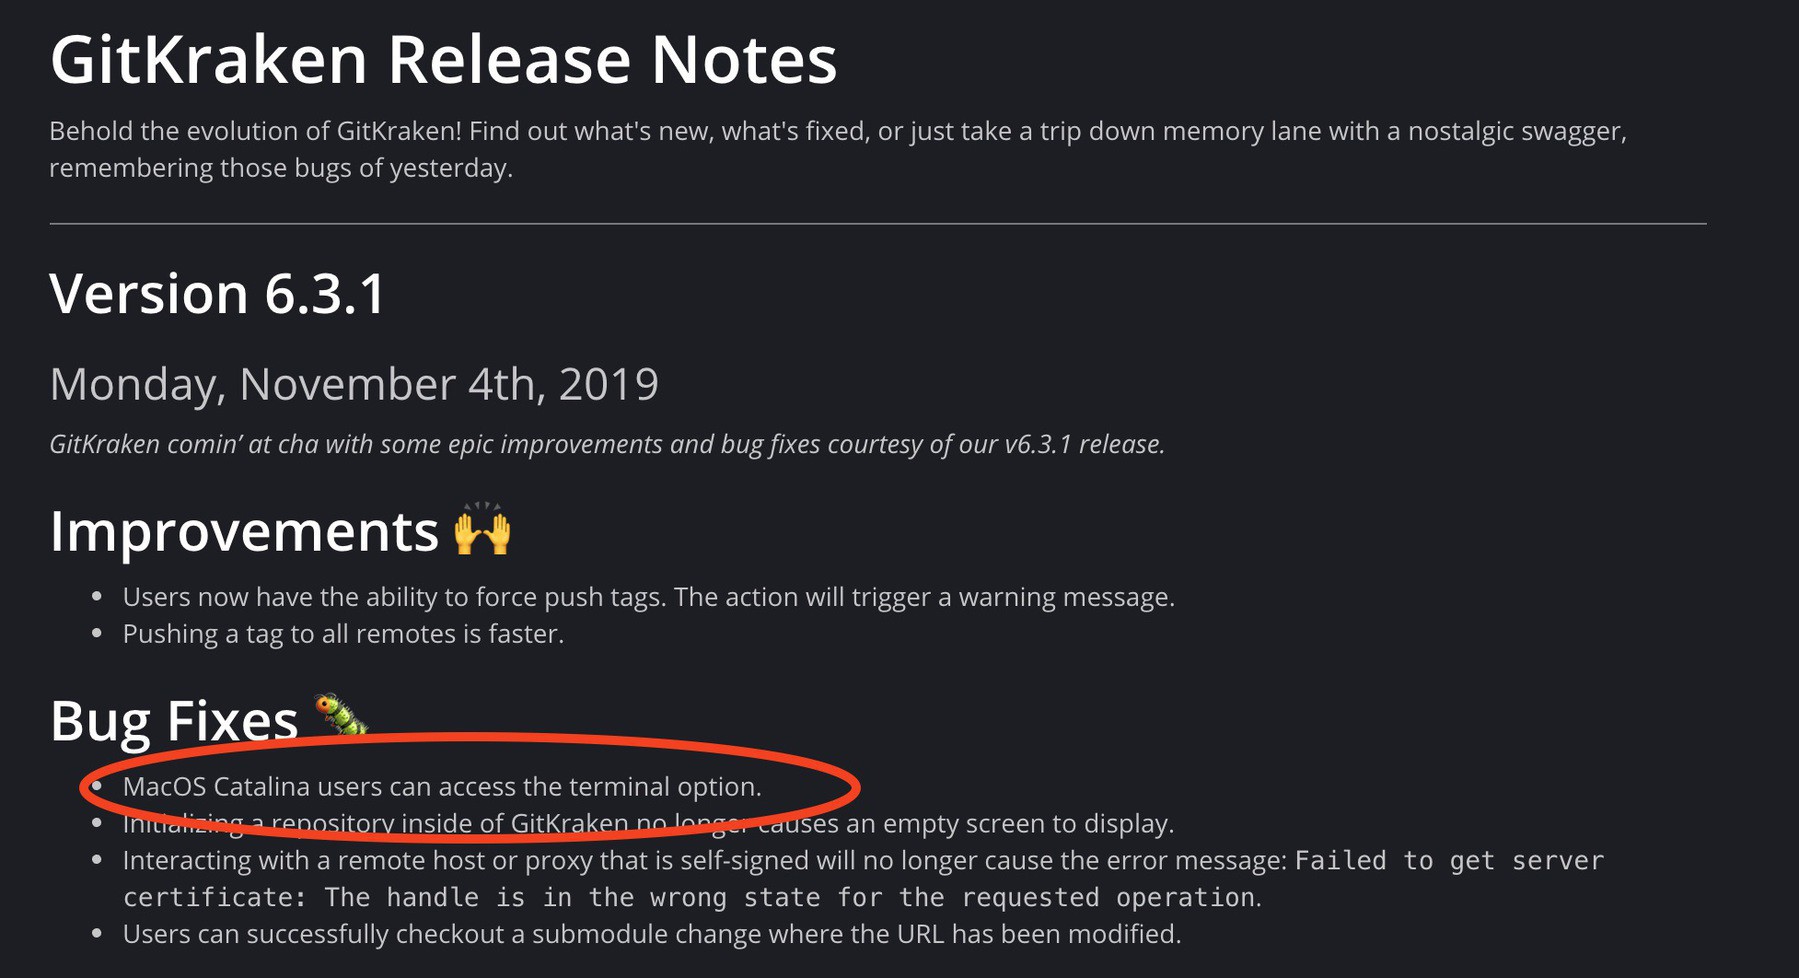 GitKraken Release Notes
Behold the evolution of GitKraken! Find out what's new, what's fixed, or just take a trip down memory lane with a nostalgic swagger,
remembering those bugs of yesterday.
Version 6.3.1
Monday, November 4th, 2019
GitKraken comin’ at cha with some epic improvements and bug fixes courtesy of our v6.3.1 release.
Improvements 🙌
• Users now have the ability to force push tags. The action will trigger a warning message.
• Pushing a tag to all remotes is faster.
Bug Fixes 🐛
• MacOS Catalina users can access the terminal option.
• Initializing a repository inside of GitKraken no longer causes an empty screen to display.
• Interacting with a remote host or proxy that is self-signed will no longer cause the error message: Failed to get server
certificate: The handle is in the wrong state for the requested operation.
• Users can successfully checkout a submodule change where the URL has been modified.